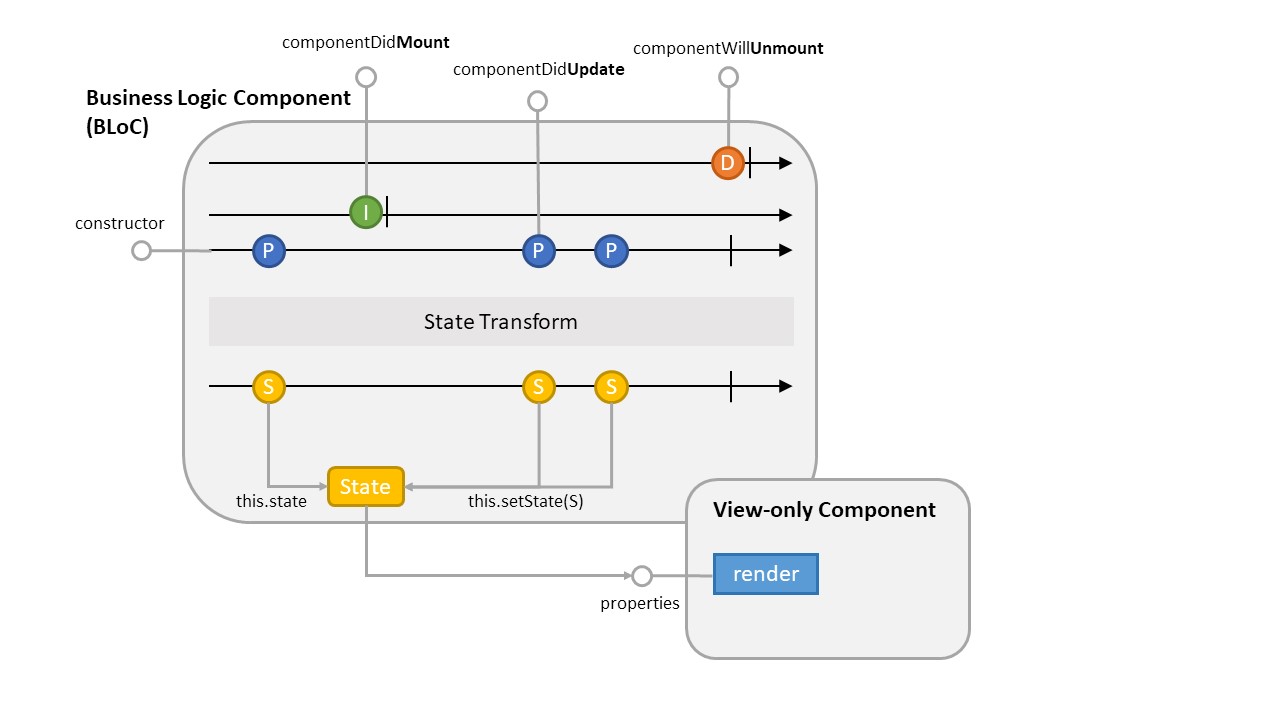 componentDidMount
componentWillUnmount
componentDidUpdate
Business Logic Component
(BLoC)
D
I
constructor
P
P
P
State Transform
S
S
S
State
this.state
this.setState(S)
View-only Component
render
properties